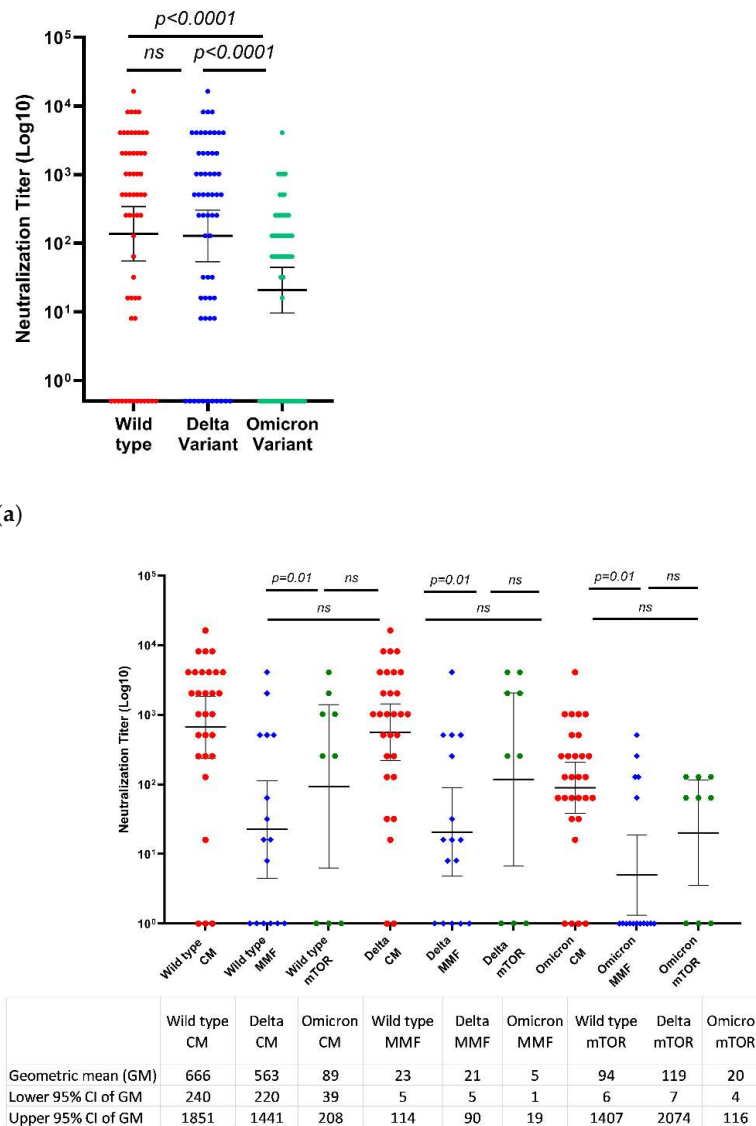 p<0.0001
ns p<0.0001
10⁵
10⁴
10³
10²
10¹
10⁰
Neutralization Titer (Log10)
Wild Delta Omicron
type Variant Variant
(a)
p=0.01 ns p=0.01 ns p=0.01 ns
ns ns ns
10⁵
10⁴
10³
10²
10¹
10⁰
Neutralization Titer (Log10)
Wild type CM
Wild type MMF
Wild type mTOR
Delta CM
Delta MMF
Delta mTOR
Omicron CM
Omicron MMF
Omicron mTOR
Wild type Delta Omicron Wild type Delta Omicron Wild type Delta Omicro
CM CM CM MMF MMF MMF mTOR mTOR mTOR
Geometric mean (GM) 666 563 89 23 21 5 94 119 20
Lower 95% CI of GM 240 220 39 5 5 1 6 7 4
Upper 95% CI of GM 1851 1441 208 114 90 19 1407 2074 116